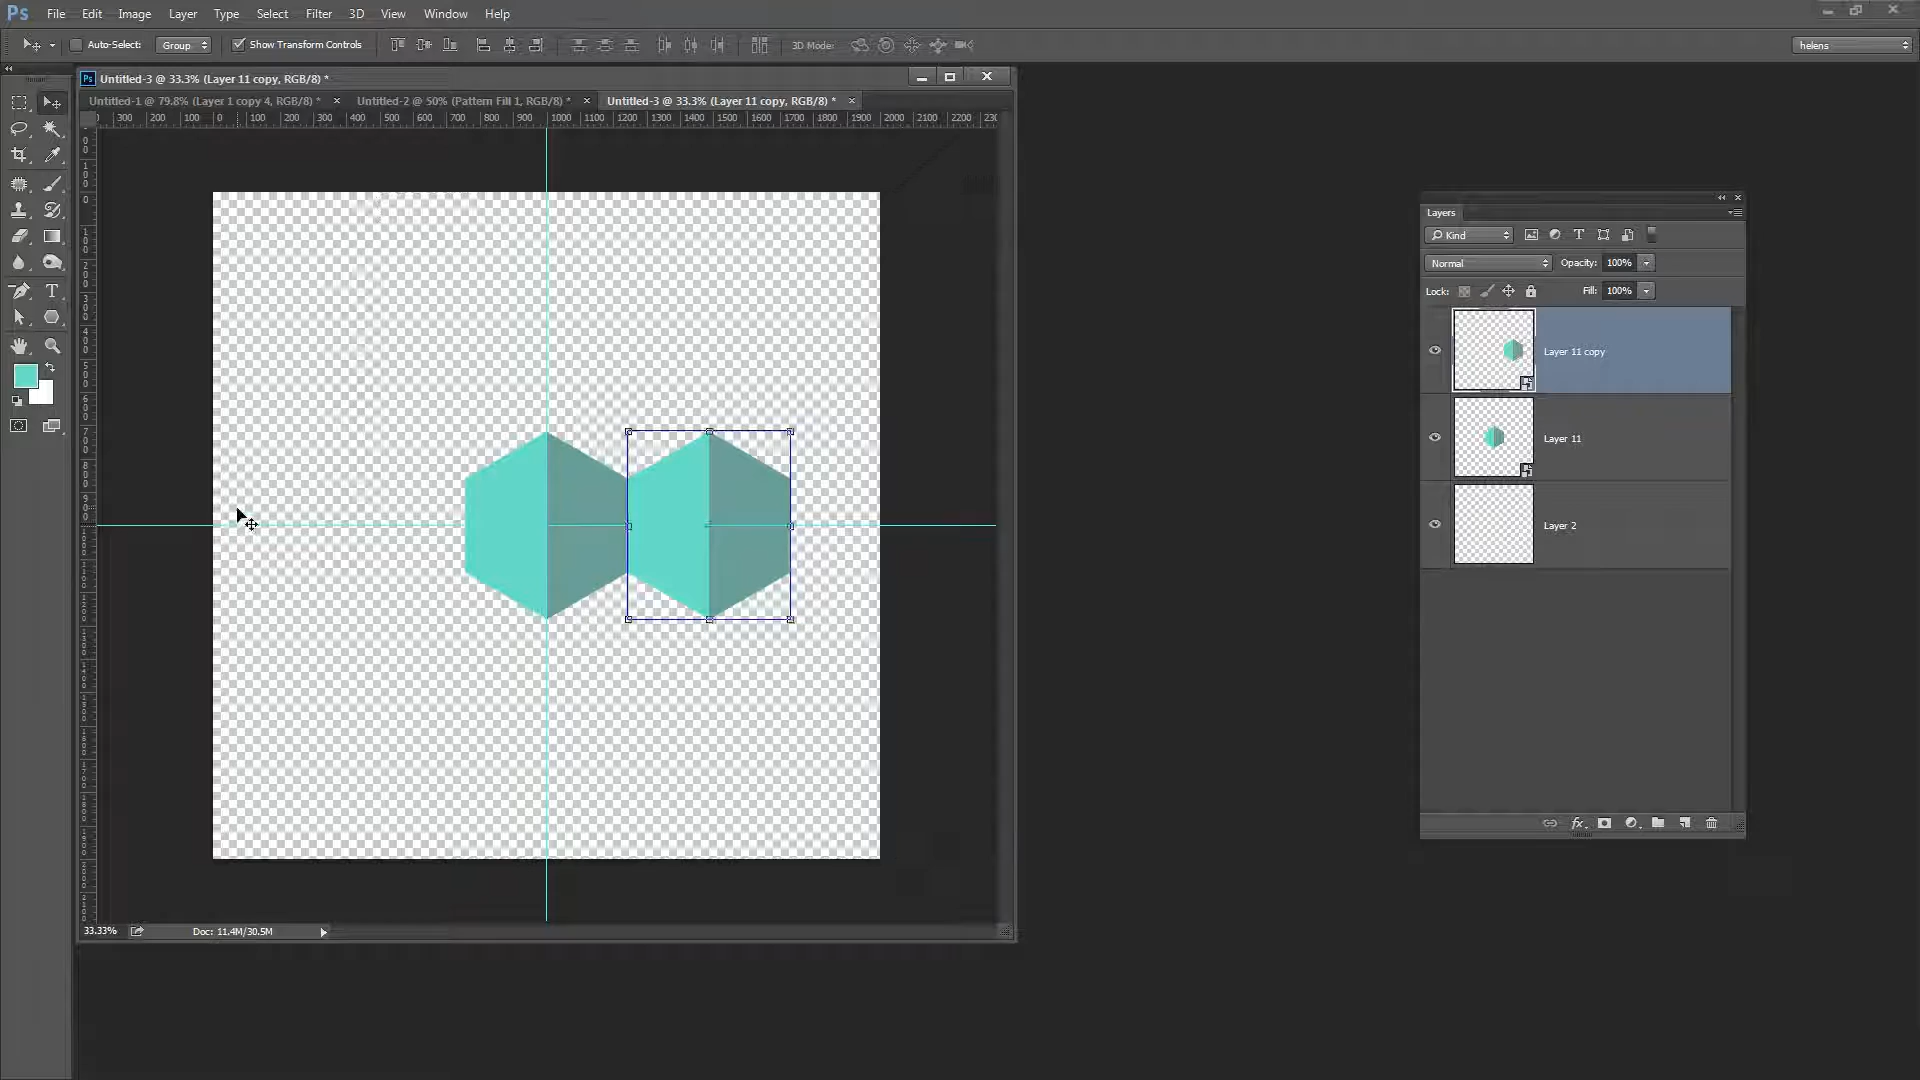 Ps File Edit Image Layer Type Select Filter 3D View Window Help
Auto-Select: Group Show Transform Controls 3D Mode: helens
Ps Untitled-3 @ 33.3% (Layer 11 copy, RGB/8) *
Untitled-1 @ 79.8% (Layer 1 copy 4, RGB/8) * Untitled-2 @ 50% (Pattern Fill 1, RGB/8) * Untitled-3 @ 33.3% (Layer 11 copy, RGB/8) *
300 200 100 0 100 200 300 400 500 600 700 800 900 1000 1100 1200 1300 1400 1500 1600 1700 1800 1900 2000 2100 2200
Layers
Kind
Normal Opacity: 100%
Lock: Fill: 100%
Layer 11 copy
Layer 11
Layer 2
33.33% Doc: 11.4M/30.5M